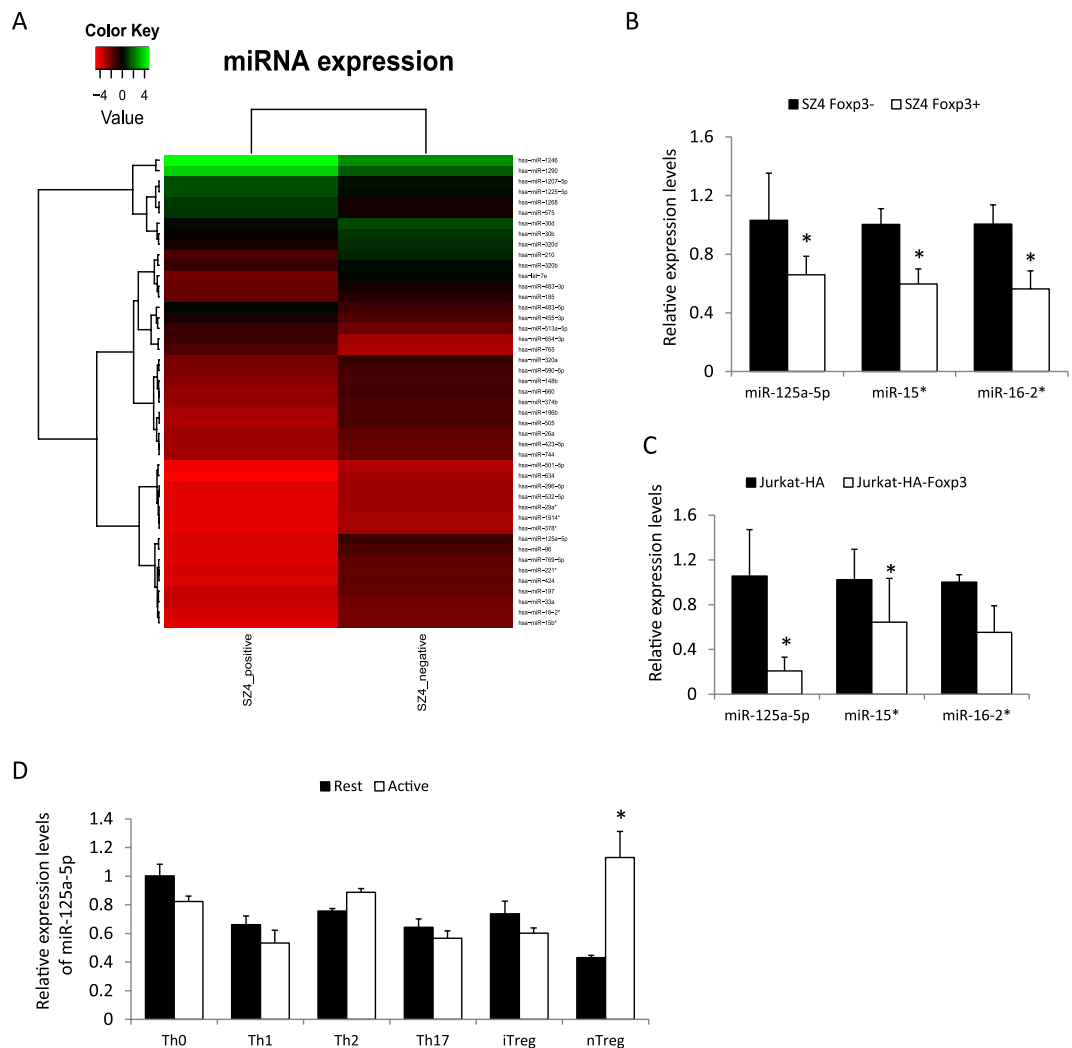 A
Color Key
−4 0 4
Value
miRNA expression
hsa−miR−1246
hsa−miR−1290
hsa−miR−1207−5p
hsa−miR−1225−5p
hsa−miR−1268
hsa−miR−575
hsa−miR−30d
hsa−miR−30b
hsa−miR−320d
hsa−miR−210
hsa−miR−320b
hsa−let−7e
hsa−miR−483−3p
hsa−miR−185
hsa−miR−483−5p
hsa−miR−455−3p
hsa−miR−513a−5p
hsa−miR−654−3p
hsa−miR−765
hsa−miR−320a
hsa−miR−590−5p
hsa−miR−148b
hsa−miR−660
hsa−miR−374b
hsa−miR−196b
hsa−miR−505
hsa−miR−26a
hsa−miR−423−5p
hsa−miR−744
hsa−miR−501−5p
hsa−miR−634
hsa−miR−296−5p
hsa−miR−532−5p
hsa−miR−29a*
hsa−miR−1914*
hsa−miR−378*
hsa−miR−125a−5p
hsa−miR−96
hsa−miR−769−5p
hsa−miR−221*
hsa−miR−424
hsa−miR−197
hsa−miR−33a
hsa−miR−16−2*
hsa−miR−15b*
SZ4_positive
SZ4_negative
B
SZ4 Foxp3- SZ4 Foxp3+
Relative expression levels
1.6
1.2
0.8
0.4
0
* * *
miR-125a-5p miR-15* miR-16-2*
C
Jurkat-HA Jurkat-HA-Foxp3
Relative expression levels
1.6
1.2
0.8
0.4
0
* *
miR-125a-5p miR-15* miR-16-2*
D
Rest Active
Relative expression levels
of miR-125a-5p
1.4
1.2
1
0.8
0.6
0.4
0.2
0
*
Th0 Th1 Th2 Th17 iTreg nTreg